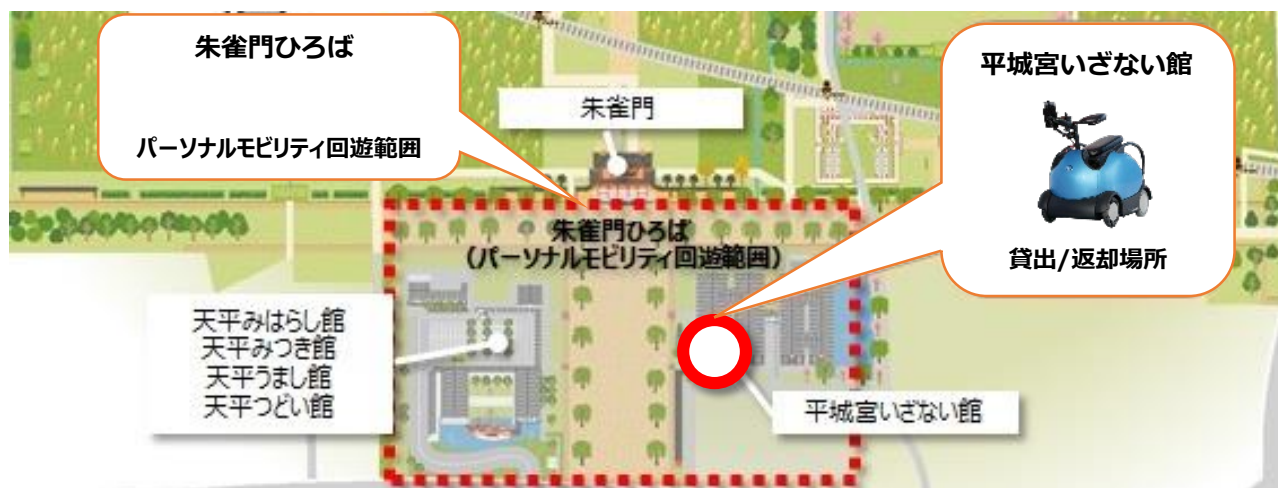 朱雀門ひろば
パーソナルモビリティ回遊範囲
朱雀門
平城宮いざない館
貸出/返却場所
朱雀門ひろば
(パーソナルモビリティ回遊範囲)
天平みはらし館
天平みつき館
天平うまし館
天平つどい館
平城宮いざない館